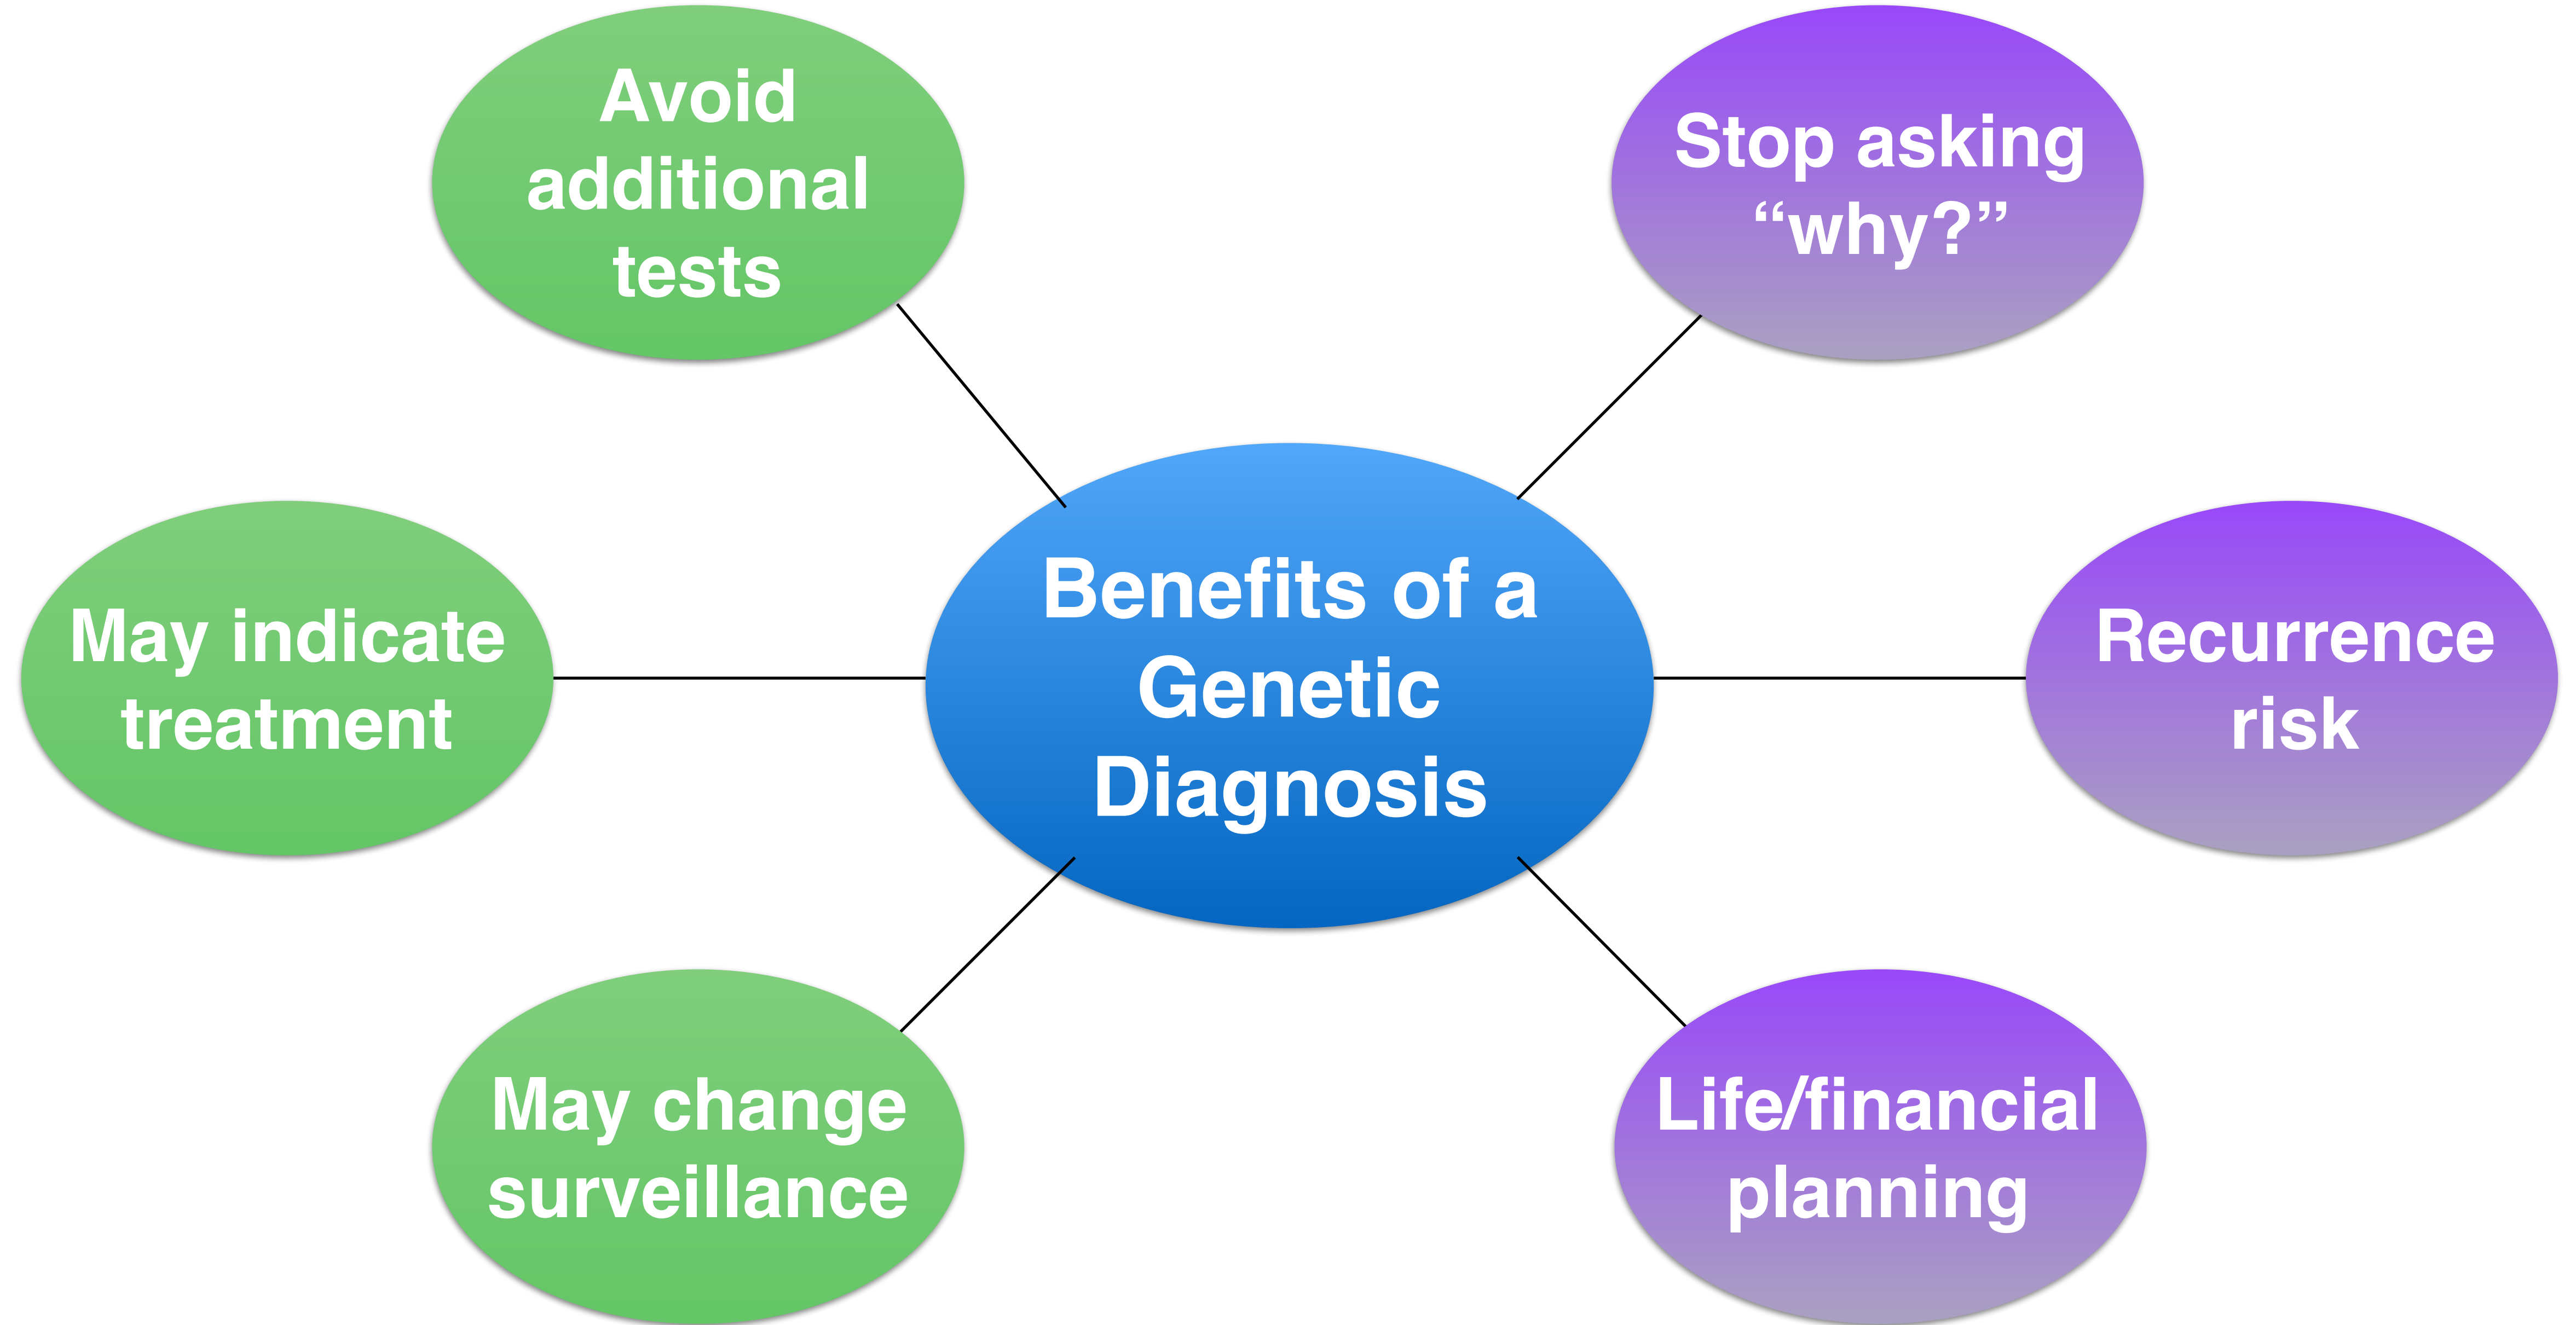 Avoid
additional
tests
Stop asking
“why?”
May indicate
treatment
Benefits of a
Genetic
Diagnosis
Recurrence
risk
May change
surveillance
Life/financial
planning